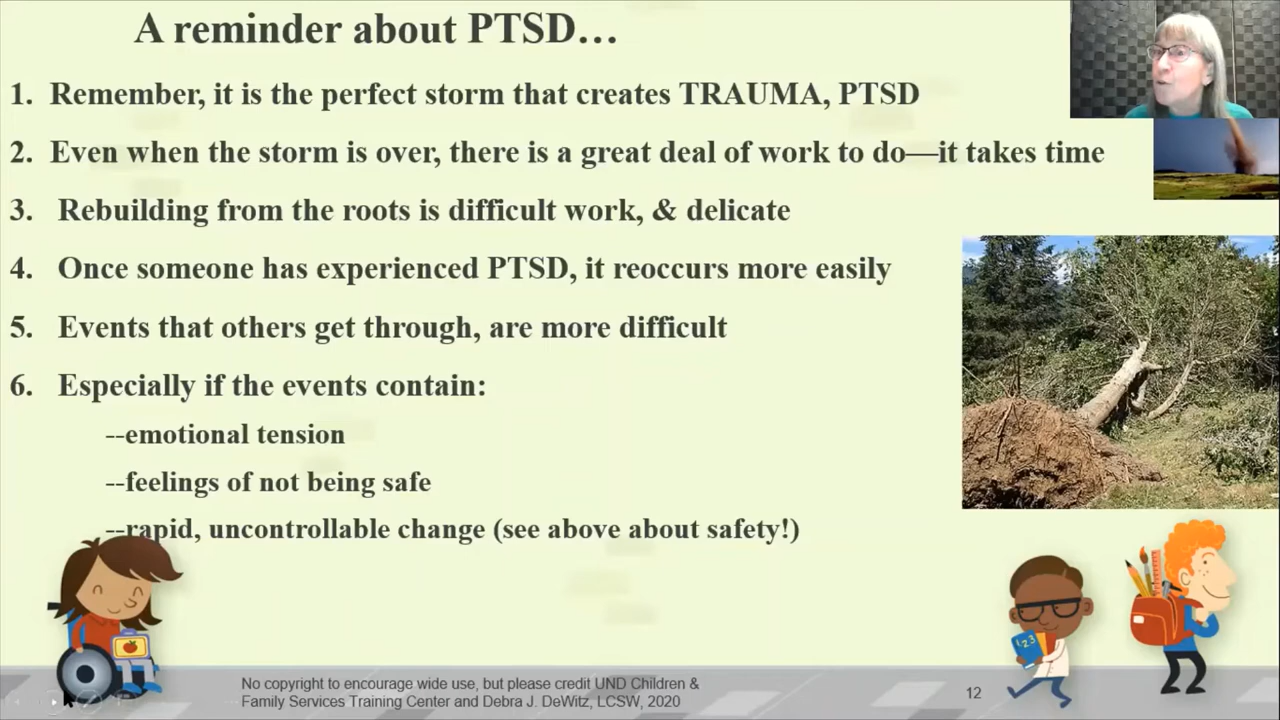 A reminder about PTSD…
1. Remember, it is the perfect storm that creates TRAUMA, PTSD
2. Even when the storm is over, there is a great deal of work to do—it takes time
3. Rebuilding from the roots is difficult work, & delicate
4. Once someone has experienced PTSD, it reoccurs more easily
5. Events that others get through, are more difficult
6. Especially if the events contain:
--emotional tension
--feelings of not being safe
--rapid, uncontrollable change (see above about safety!)
1,2,3
No copyright to encourage wide use, but please credit UND Children &
Family Services Training Center and Debra J. DeWitz, LCSW, 2020
12